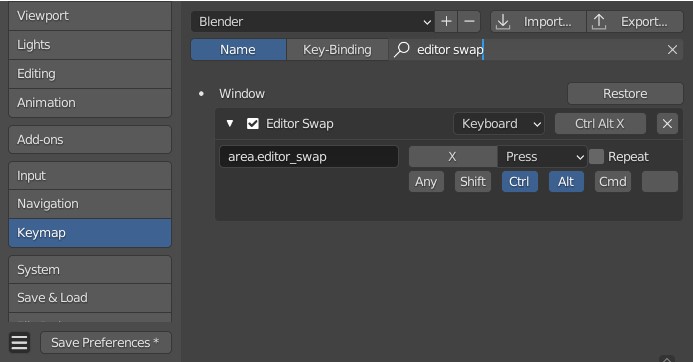 Viewport
Lights
Editing
Animation
Add-ons
Input
Navigation
Keymap
System
Save & Load
Save Preferences *
Blender
Import...
Export...
Name
Key-Binding
editor swap
Window
Restore
Editor Swap
Keyboard
Ctrl Alt X
area.editor_swap
X
Press
Repeat
Any
Shift
Ctrl
Alt
Cmd